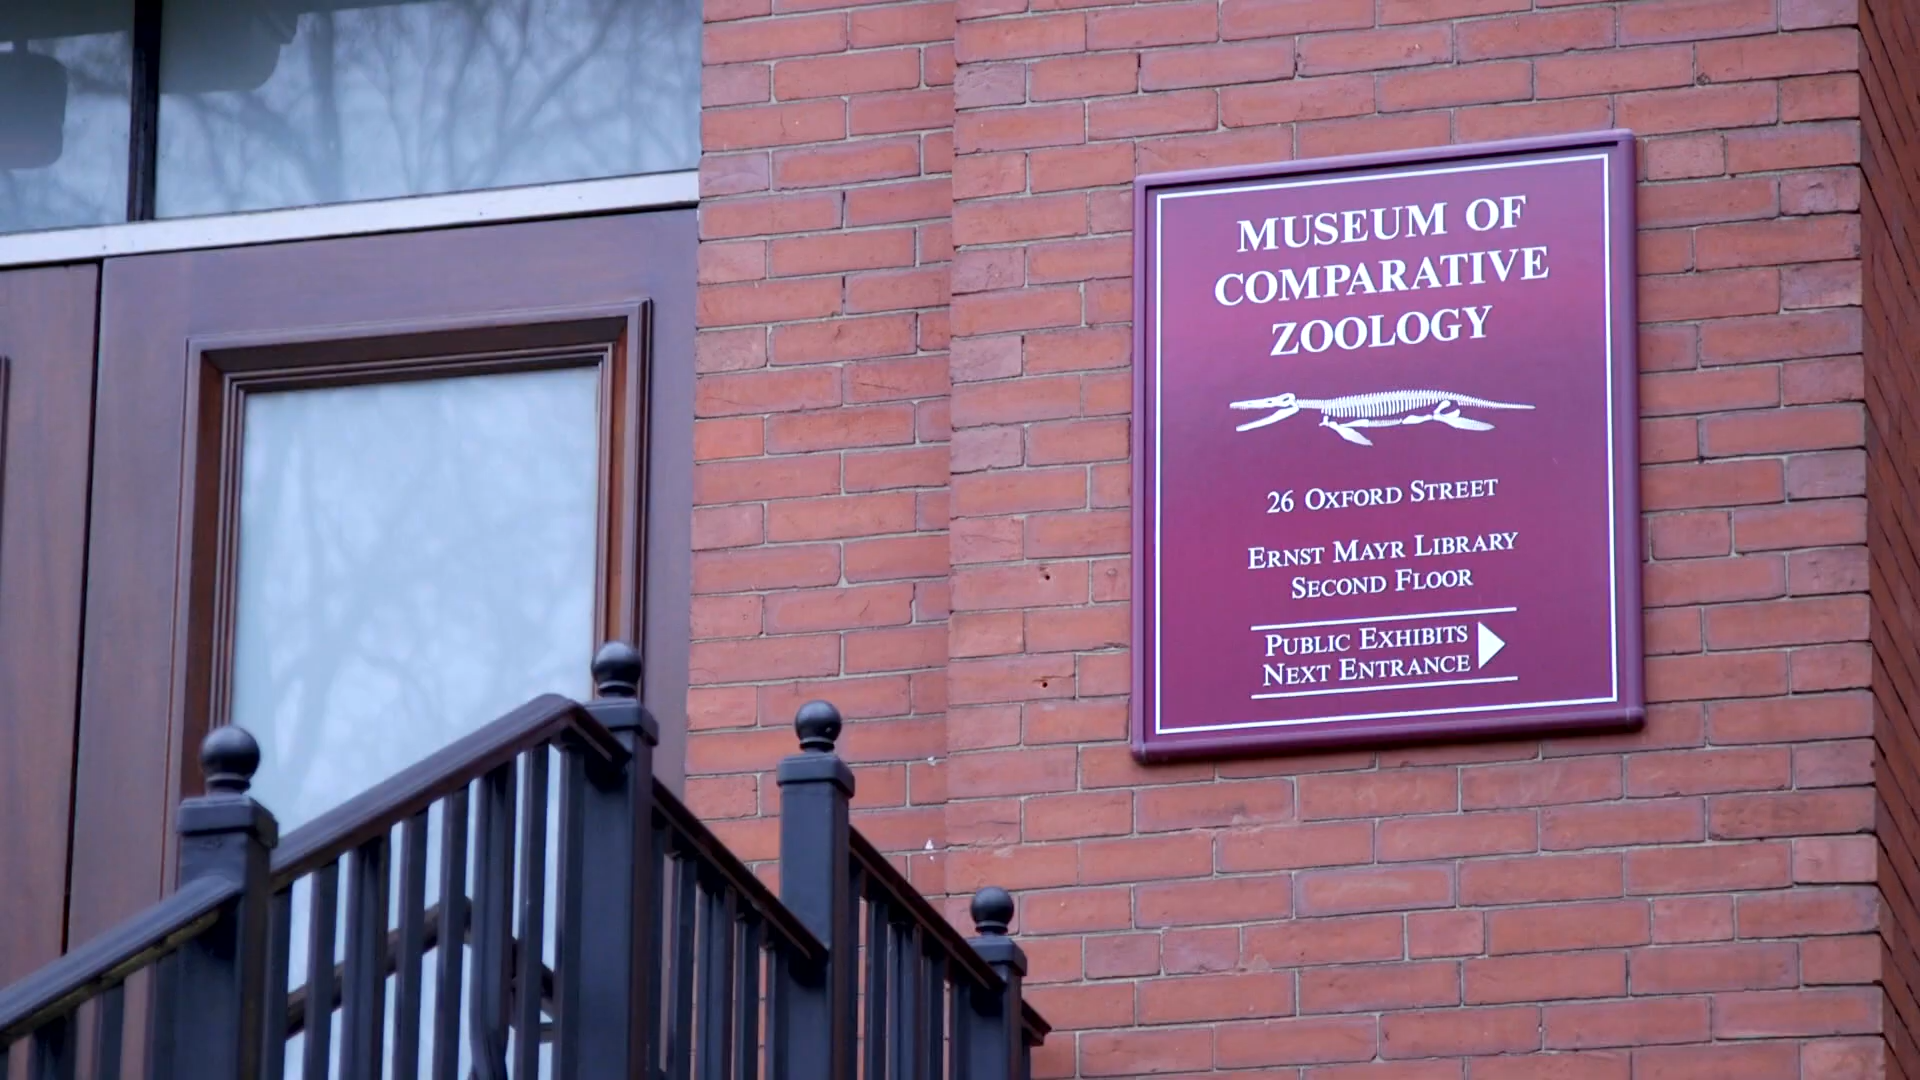 MUSEUM OF
COMPARATIVE
ZOOLOGY
26 OXFORD STREET
ERNST MAYR LIBRARY
SECOND FLOOR
PUBLIC EXHIBITS
NEXT ENTRANCE